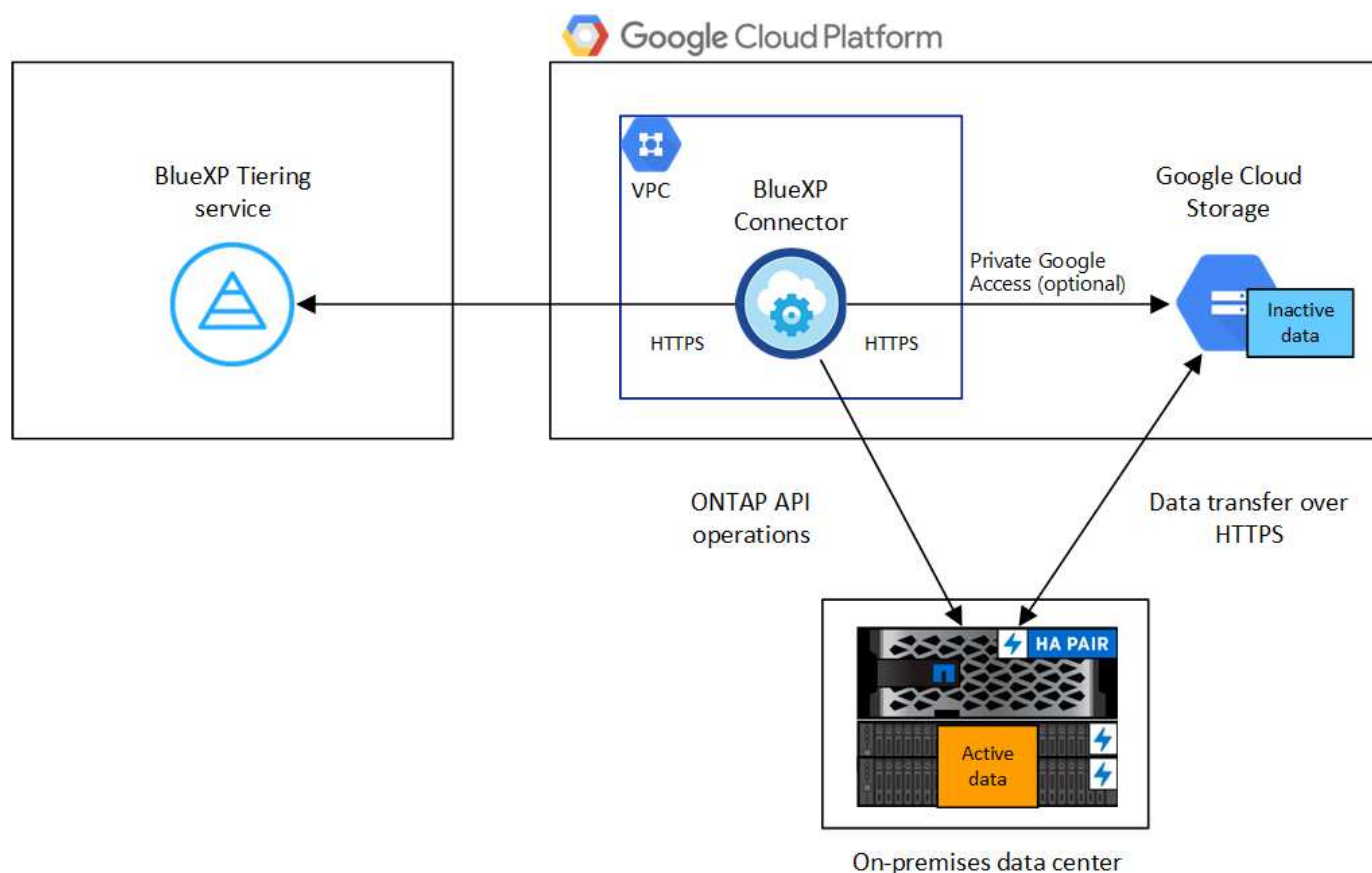 Google Cloud Platform
BlueXP Tiering
service
VPC
BlueXP
Connector
Google Cloud
Storage
Private Google
Access (optional)
Inactive
data
HTTPS
HTTPS
ONTAP API
operations
Data transfer over
HTTPS
HA PAIR
Active
data
On-premises data center